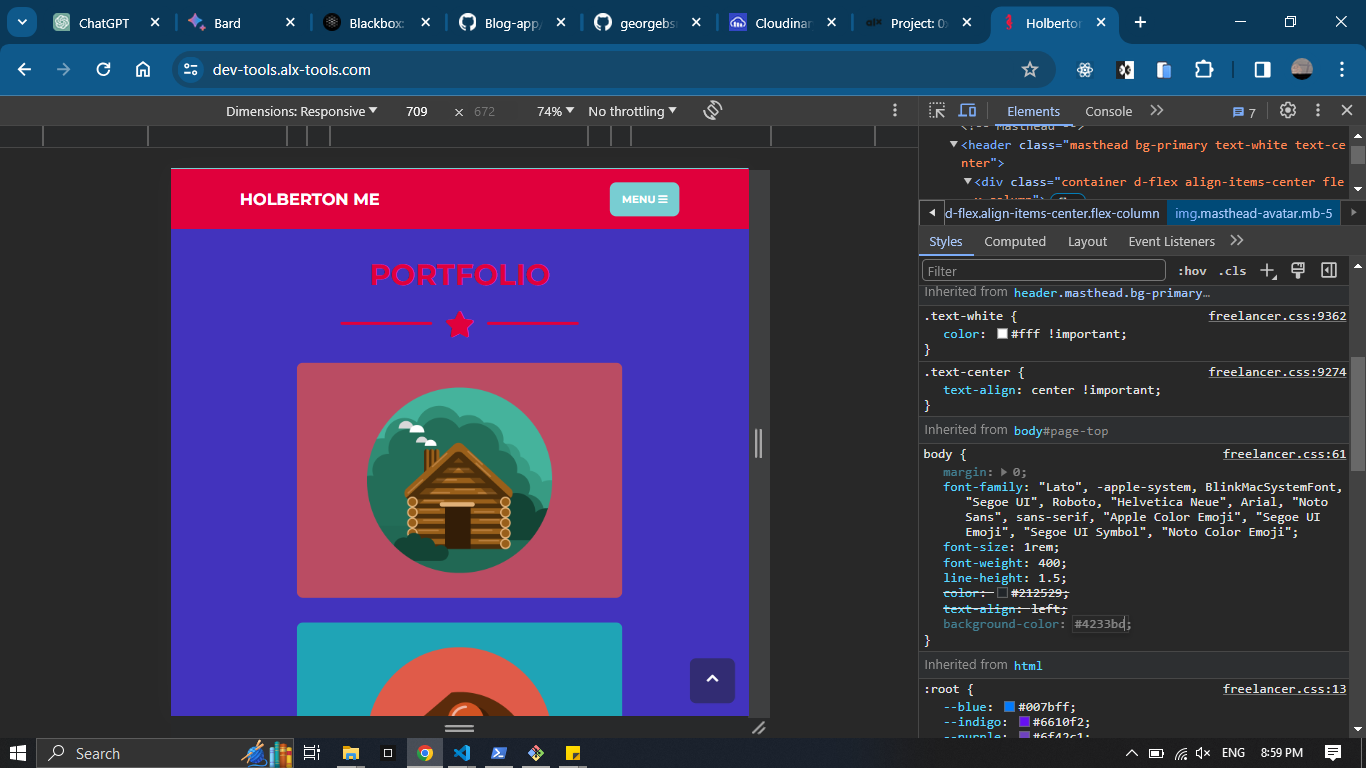 ChatGPT
Bard
Blackbox:
Blog-app/
georgebs
Cloudinar
Project: 0
Holberton
dev-tools.alx-tools.com
Dimensions: Responsive
709 × 672
74%
No throttling
Elements
Console
7
HOLBERTON ME
MENU
PORTFOLIO
<!-- Masthead -->
<header class="masthead bg-primary text-white text-ce
nter">
<div class="container d-flex align-items-center fle
x-column">
d-flex.align-items-center.flex-column
img.masthead-avatar.mb-5
Styles
Computed
Layout
Event Listeners
Filter
:hov
.cls
Inherited from header.masthead.bg-primary…
.text-white {
freelancer.css:9362
color: #fff !important;
}
.text-center {
freelancer.css:9274
text-align: center !important;
}
Inherited from body#page-top
body {
freelancer.css:61
margin: 0;
font-family: "Lato", -apple-system, BlinkMacSystemFont,
"Segoe UI", Roboto, "Helvetica Neue", Arial, "Noto
Sans", sans-serif, "Apple Color Emoji", "Segoe UI
Emoji", "Segoe UI Symbol", "Noto Color Emoji";
font-size: 1rem;
font-weight: 400;
line-height: 1.5;
color: #212529;
text-align: left;
background-color: #4233bd;
}
Inherited from html
:root {
freelancer.css:13
--blue: #007bff;
--indigo: #6610f2;
--purple: #6f42c1;
Search
ENG
8:59 PM